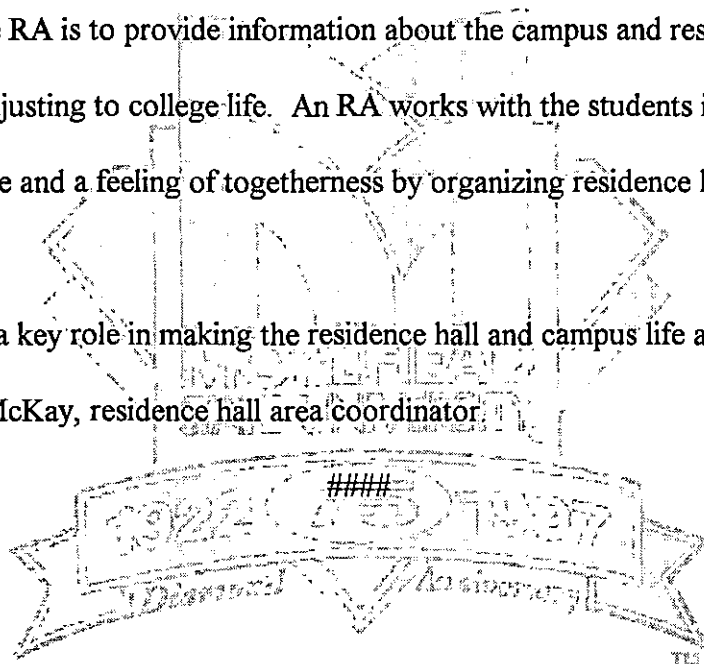 RA is to provide information about the campus and res
justing to college life. An RA works with the students i
e and a feeling of togetherness by organizing residence
a key role in making the residence hall and campus life a
McKay, residence hall area coordinator.
####
1922 75 1997
Diamond Anniversary